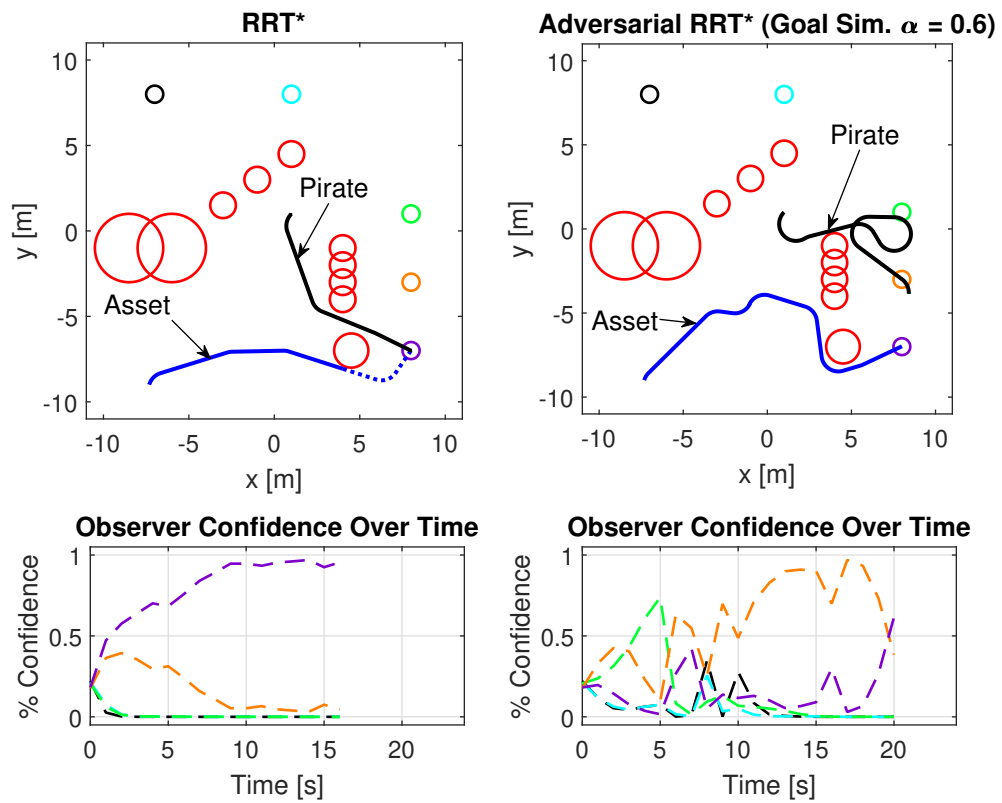 RRT*
10
5
0
-5
-10
y [m]
Pirate
Asset
-10
-5
0
5
10
x [m]
Adversarial RRT* (Goal Sim. α = 0.6)
10
5
0
-5
-10
y [m]
Pirate
Asset
-10
-5
0
5
10
x [m]
Observer Confidence Over Time
1
0.5
0
% Confidence
0
5
10
15
20
Time [s]
Observer Confidence Over Time
1
0.5
0
% Confidence
0
5
10
15
20
Time [s]